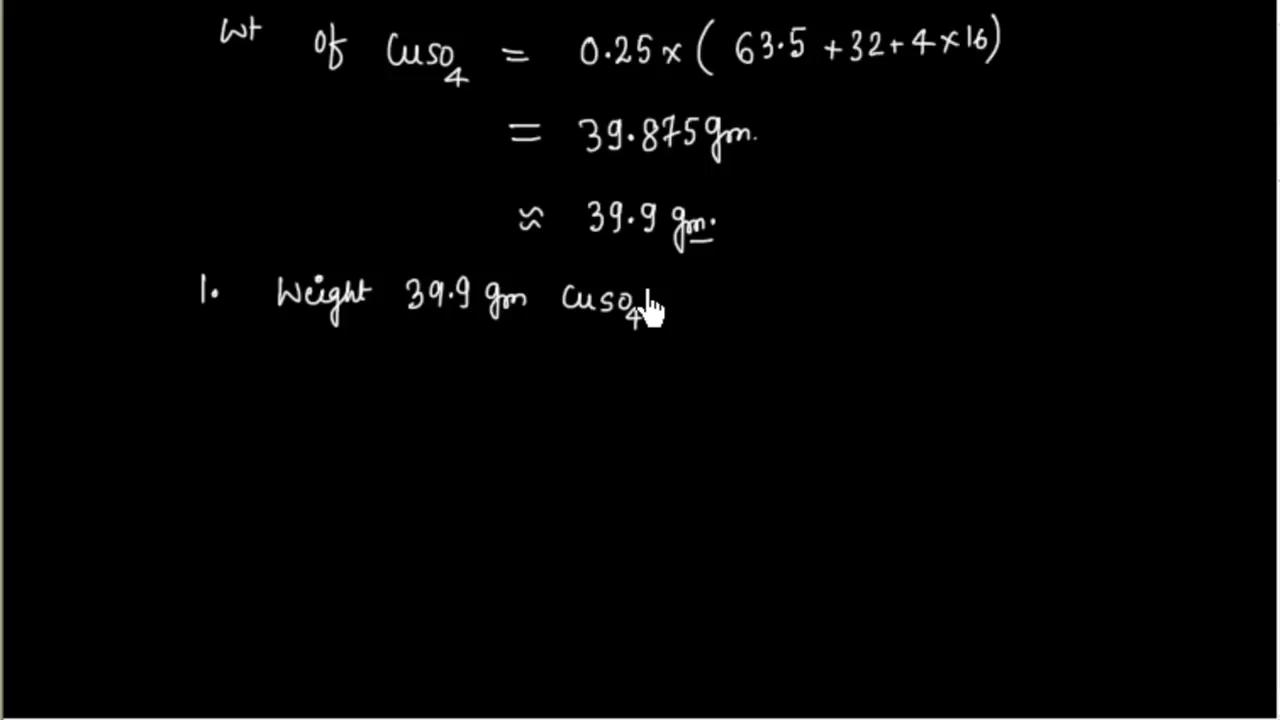 Wt of CuSO4 = 0.25 × ( 63.5 + 32 + 4 × 16)
= 39.875 gm.
≈ 39.9 gm.
1. Weight 39.9 gm CuSO4